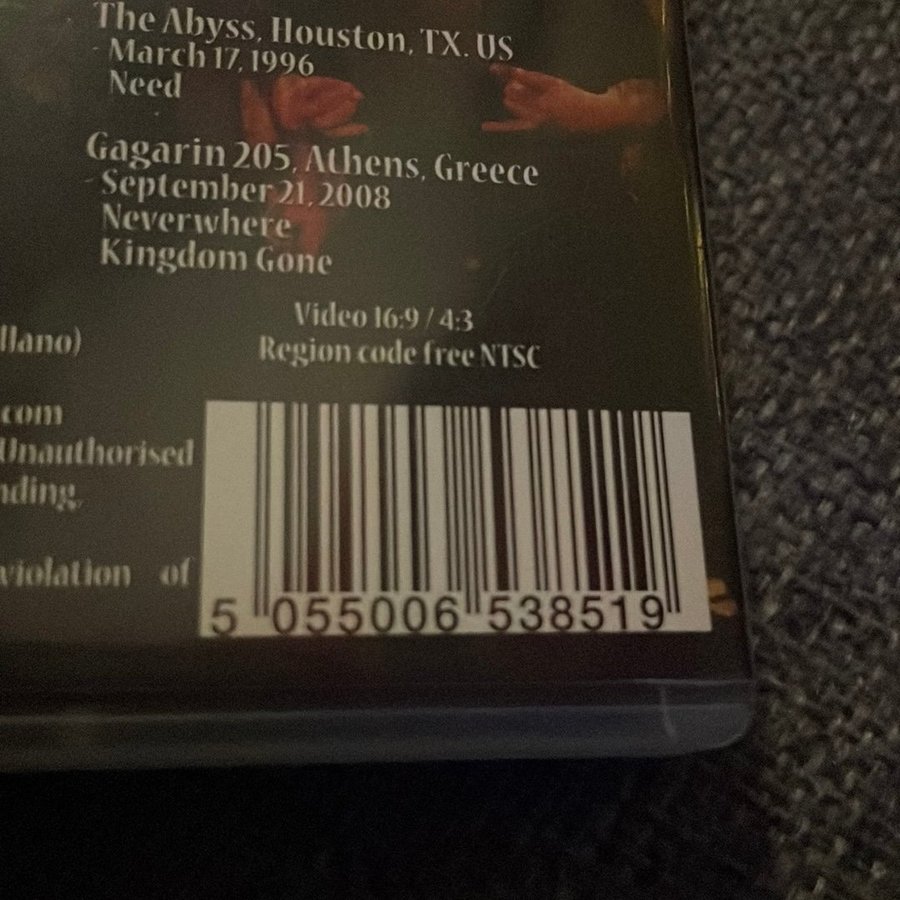 The Abyss, Houston, TX. US
- March 17, 1996
Need
Gagarin 205, Athens, Greece
- September 21, 2008
Neverwhere
Kingdom Gone
Video 16:9 / 4:3
llano)
Region code free NTSC
.com
Unauthorised
nding,
violation of
5 055006 538519